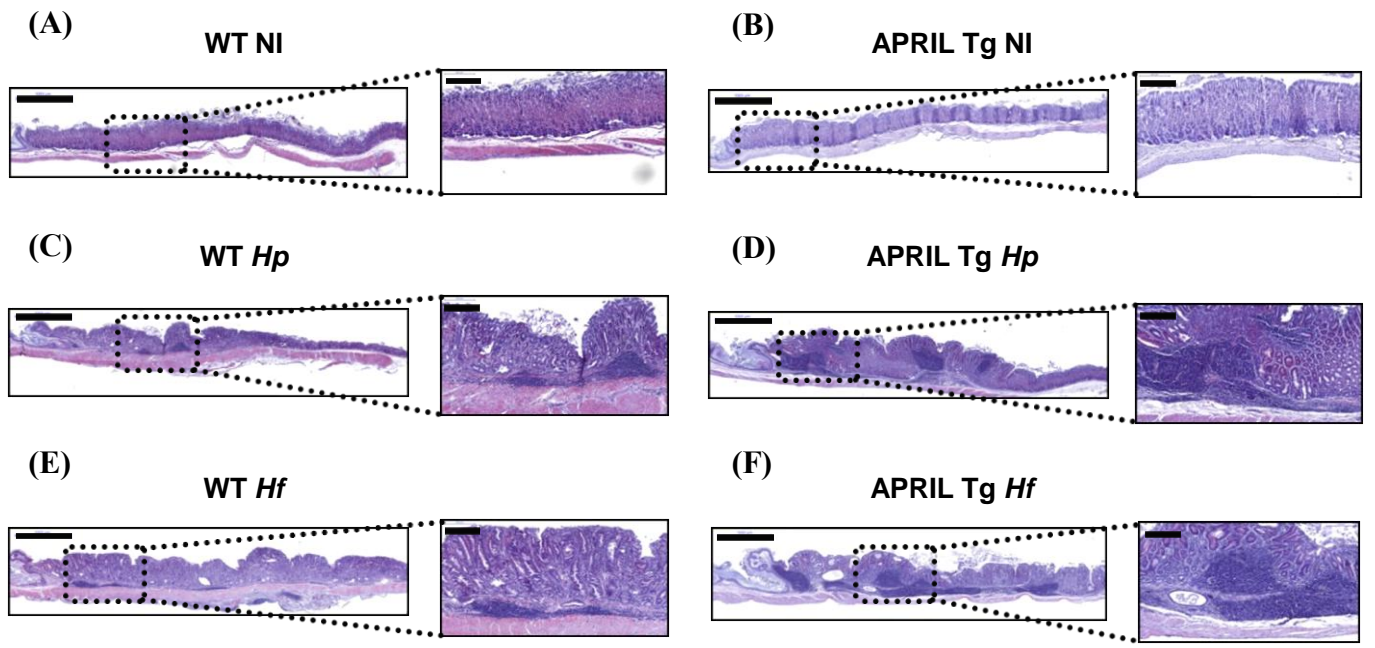 (A)
WT NI
(B)
APRIL Tg NI
(C)
WT Hp
(D)
APRIL Tg Hp
(E)
WT Hf
(F)
APRIL Tg Hf